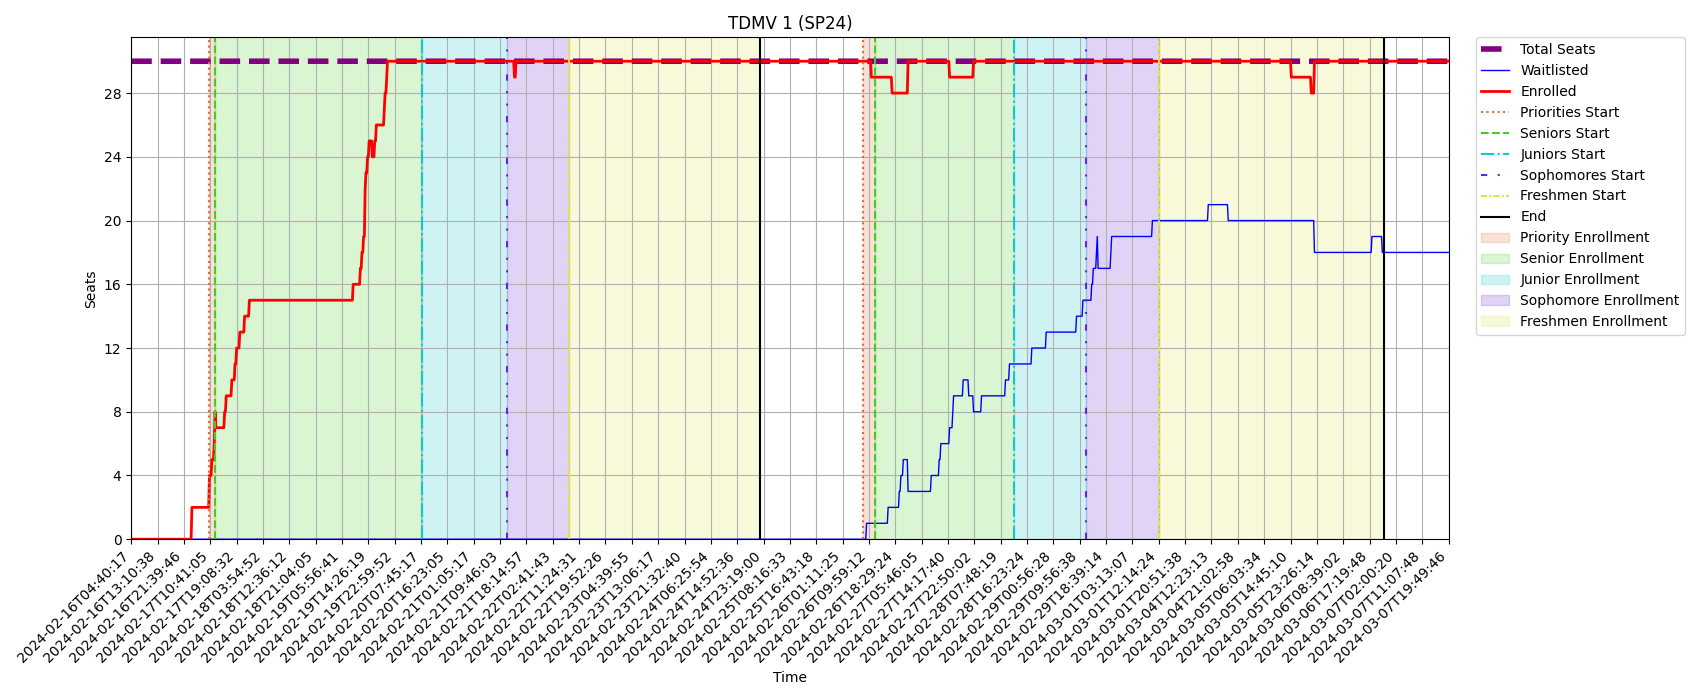 TDMV 1 (SP24)
Seats
28
24
20
16
12
8
4
0
2024-02-16T04:40:17
2024-02-16T13:10:38
2024-02-16T21:39:46
2024-02-17T10:41:05
2024-02-17T19:08:32
2024-02-18T03:54:52
2024-02-18T12:36:12
2024-02-18T21:04:05
2024-02-19T05:56:41
2024-02-19T14:26:19
2024-02-19T22:59:52
2024-02-20T07:45:17
2024-02-20T16:23:05
2024-02-21T01:05:17
2024-02-21T09:46:03
2024-02-21T18:14:57
2024-02-22T02:41:43
2024-02-22T11:24:31
2024-02-22T19:52:26
2024-02-23T04:39:55
2024-02-23T13:06:17
2024-02-23T21:32:40
2024-02-24T06:25:54
2024-02-24T14:52:36
2024-02-24T23:19:00
2024-02-25T08:16:33
2024-02-25T16:43:18
2024-02-26T01:11:25
2024-02-26T09:59:12
2024-02-26T18:29:24
2024-02-27T05:46:05
2024-02-27T14:17:40
2024-02-27T22:50:02
2024-02-28T07:48:19
2024-02-28T16:23:24
2024-02-29T00:56:28
2024-02-29T09:56:38
2024-02-29T18:39:14
2024-03-01T03:13:07
2024-03-01T12:14:24
2024-03-01T20:51:38
2024-03-04T12:23:13
2024-03-04T21:02:58
2024-03-05T06:03:34
2024-03-05T14:45:10
2024-03-05T23:26:14
2024-03-06T08:39:02
2024-03-06T17:19:48
2024-03-07T02:00:20
2024-03-07T11:07:48
2024-03-07T19:49:46
Time
Total Seats
Waitlisted
Enrolled
Priorities Start
Seniors Start
Juniors Start
Sophomores Start
Freshmen Start
End
Priority Enrollment
Senior Enrollment
Junior Enrollment
Sophomore Enrollment
Freshmen Enrollment